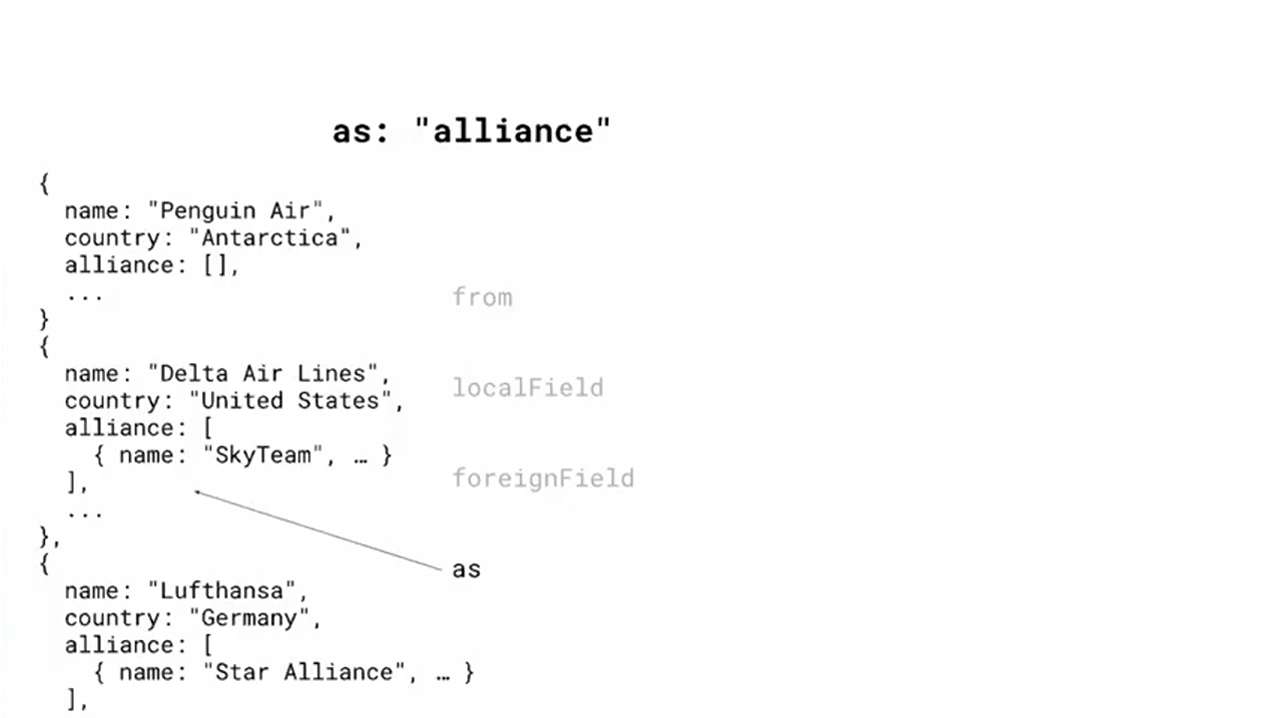 as: "alliance"
{
name: "Penguin Air",
country: "Antarctica",
alliance: [],
...
}
{
name: "Delta Air Lines",
country: "United States",
alliance: [
{ name: "SkyTeam", … }
],
...
},
{
name: "Lufthansa",
country: "Germany",
alliance: [
{ name: "Star Alliance", … }
],
from
localField
foreignField
as